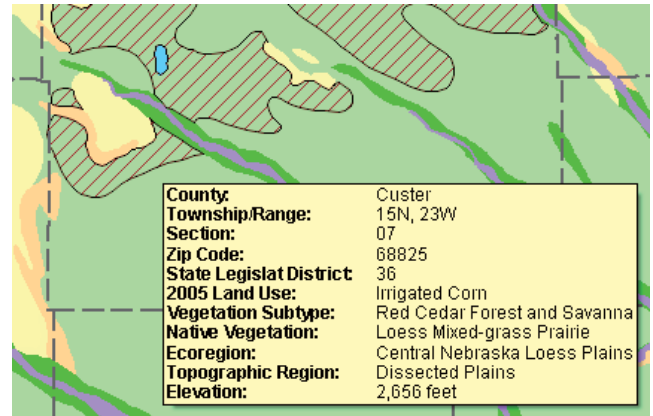 County: Custer
Township/Range: 15N, 23W
Section: 07
Zip Code: 68825
State Legislat District: 36
2005 Land Use: Irrigated Corn
Vegetation Subtype: Red Cedar Forest and Savanna
Native Vegetation: Loess Mixed-grass Prairie
Ecoregion: Central Nebraska Loess Plains
Topographic Region: Dissected Plains
Elevation: 2,656 feet